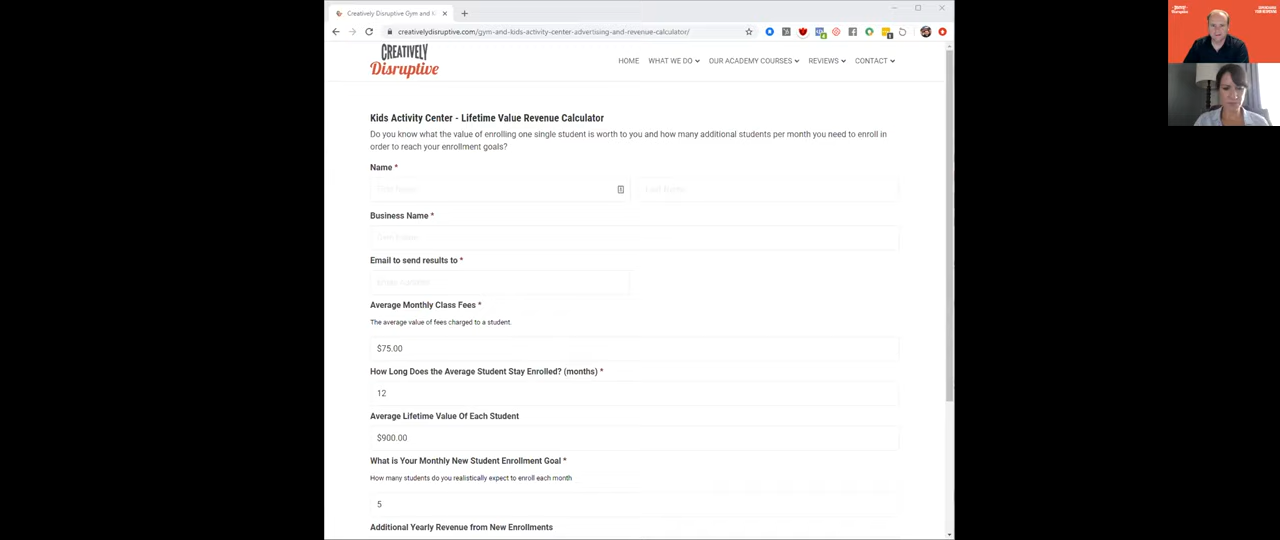 Creatively Disruptive Gym and K
creativelydisruptive.com/gym-and-kids-activity-center-advertising-and-revenue-calculator/
CREATIVELY
Disruptive
HOME
WHAT WE DO
OUR ACADEMY COURSES
REVIEWS
CONTACT
Kids Activity Center - Lifetime Value Revenue Calculator
Do you know what the value of enrolling one single student is worth to you and how many additional students per month you need to enroll in
order to reach your enrollment goals?
Name *
First Name
Last Name
Business Name *
Email to send results to *
Average Monthly Class Fees *
The average value of fees charged to a student.
$75.00
How Long Does the Average Student Stay Enrolled? (months) *
12
Average Lifetime Value Of Each Student
$900.00
What is Your Monthly New Student Enrollment Goal *
How many students do you realistically expect to enroll each month
5
Additional Yearly Revenue from New Enrollments